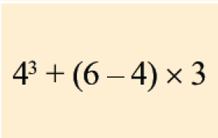 4³ + (6 – 4) × 3